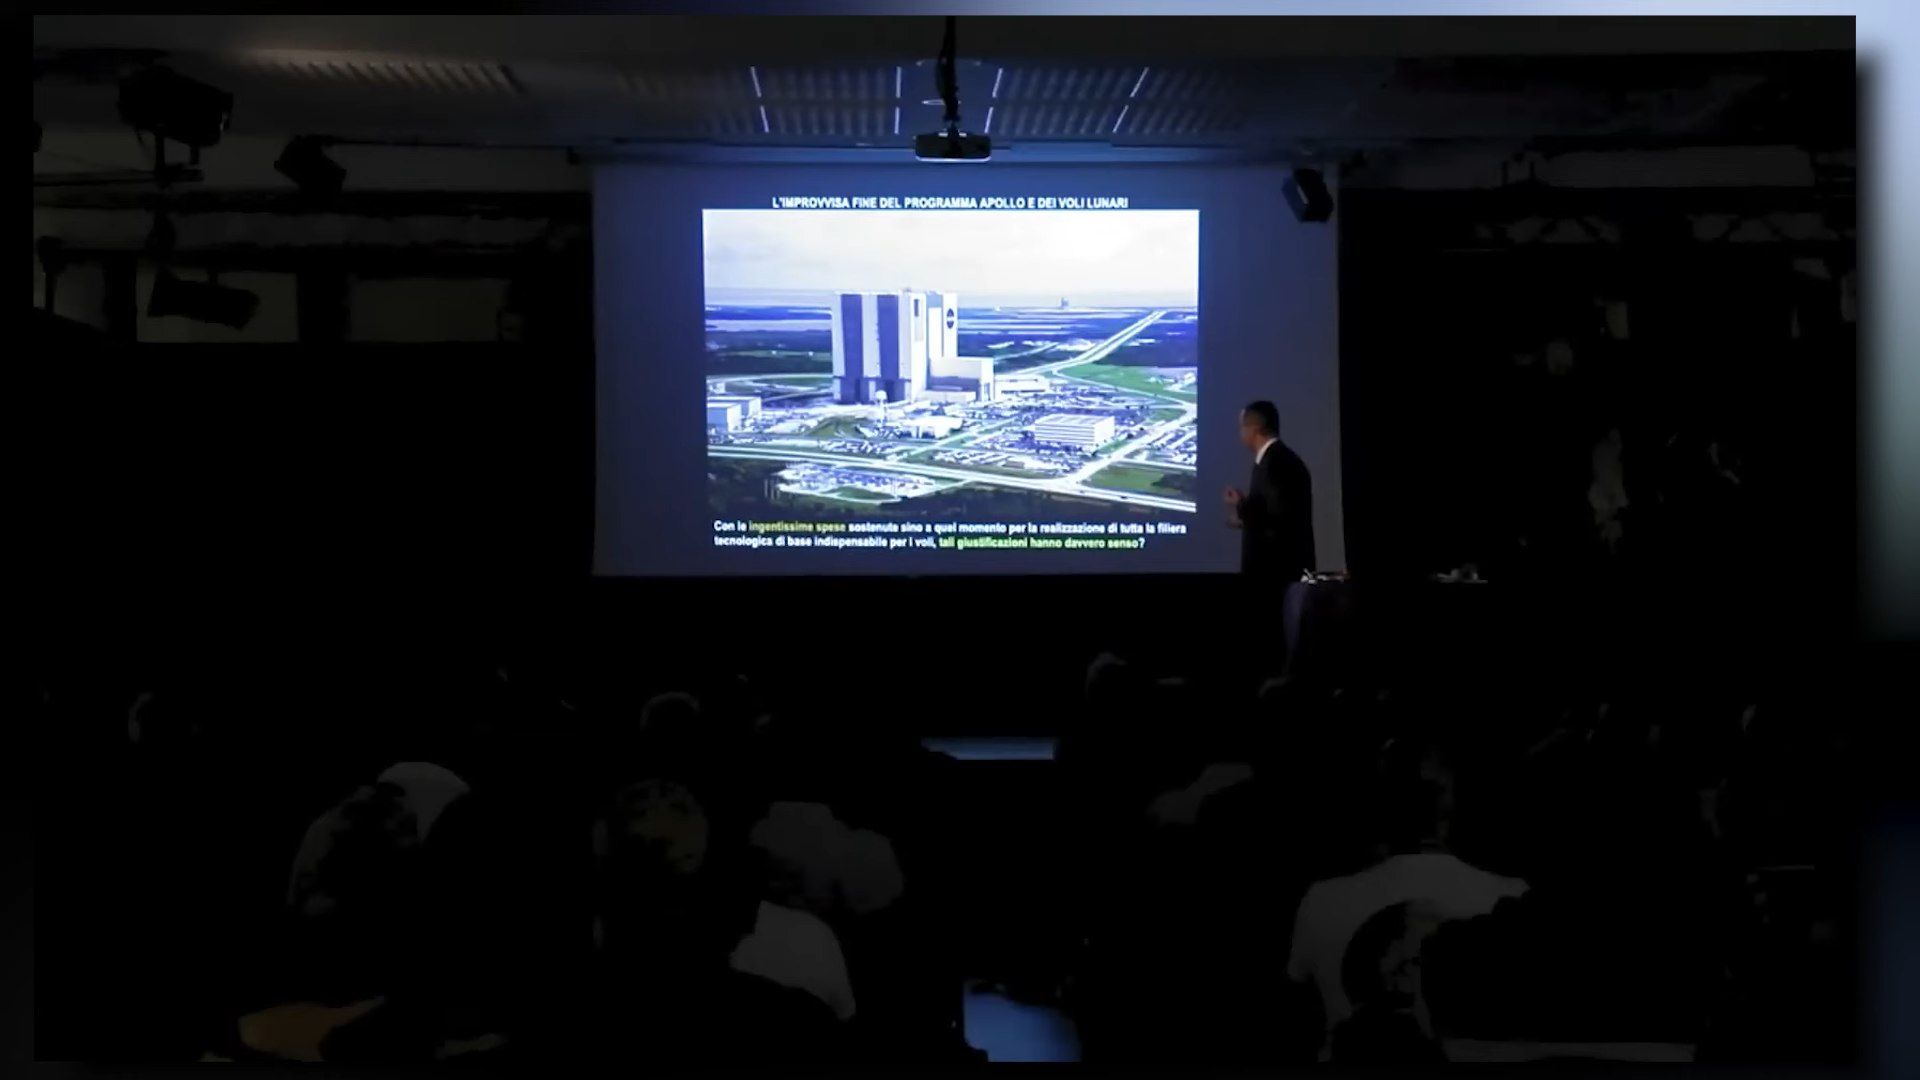 L'IMPROVVISA FINE DEL PROGRAMMA APOLLO E DEI VOLI LUNARI
Con le ingentissime spese sostenute sino a quel momento per la realizzazione di tutta la filiera
tecnologica di base indispensabile per i voli, tali giustificazioni hanno davvero senso?